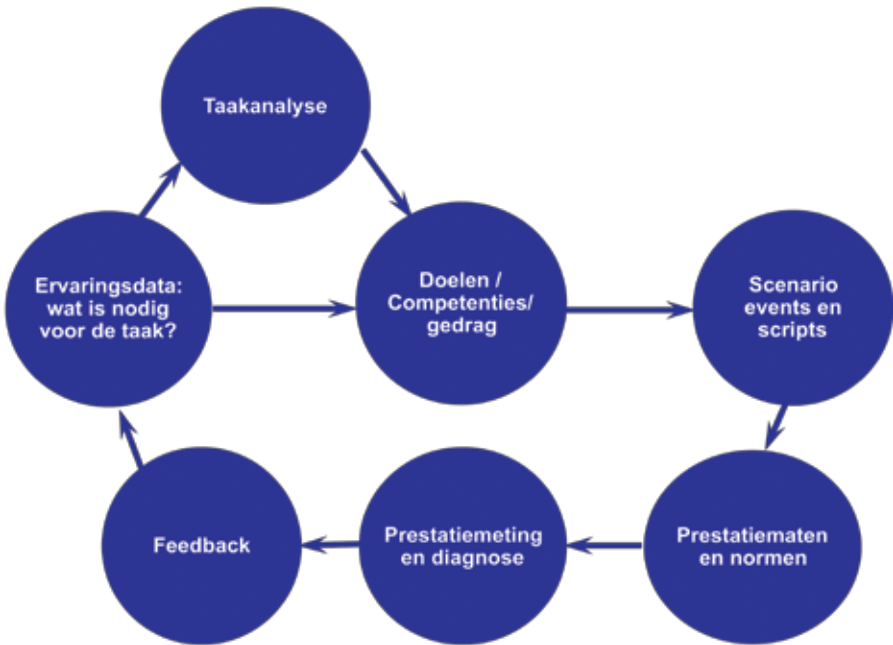 Taakanalyse
Ervaringsdata:
wat is nodig
voor de taak?
Doelen /
Competenties/
gedrag
Scenario
events en
scripts
Prestatiematen
en normen
Prestatiemeting
en diagnose
Feedback